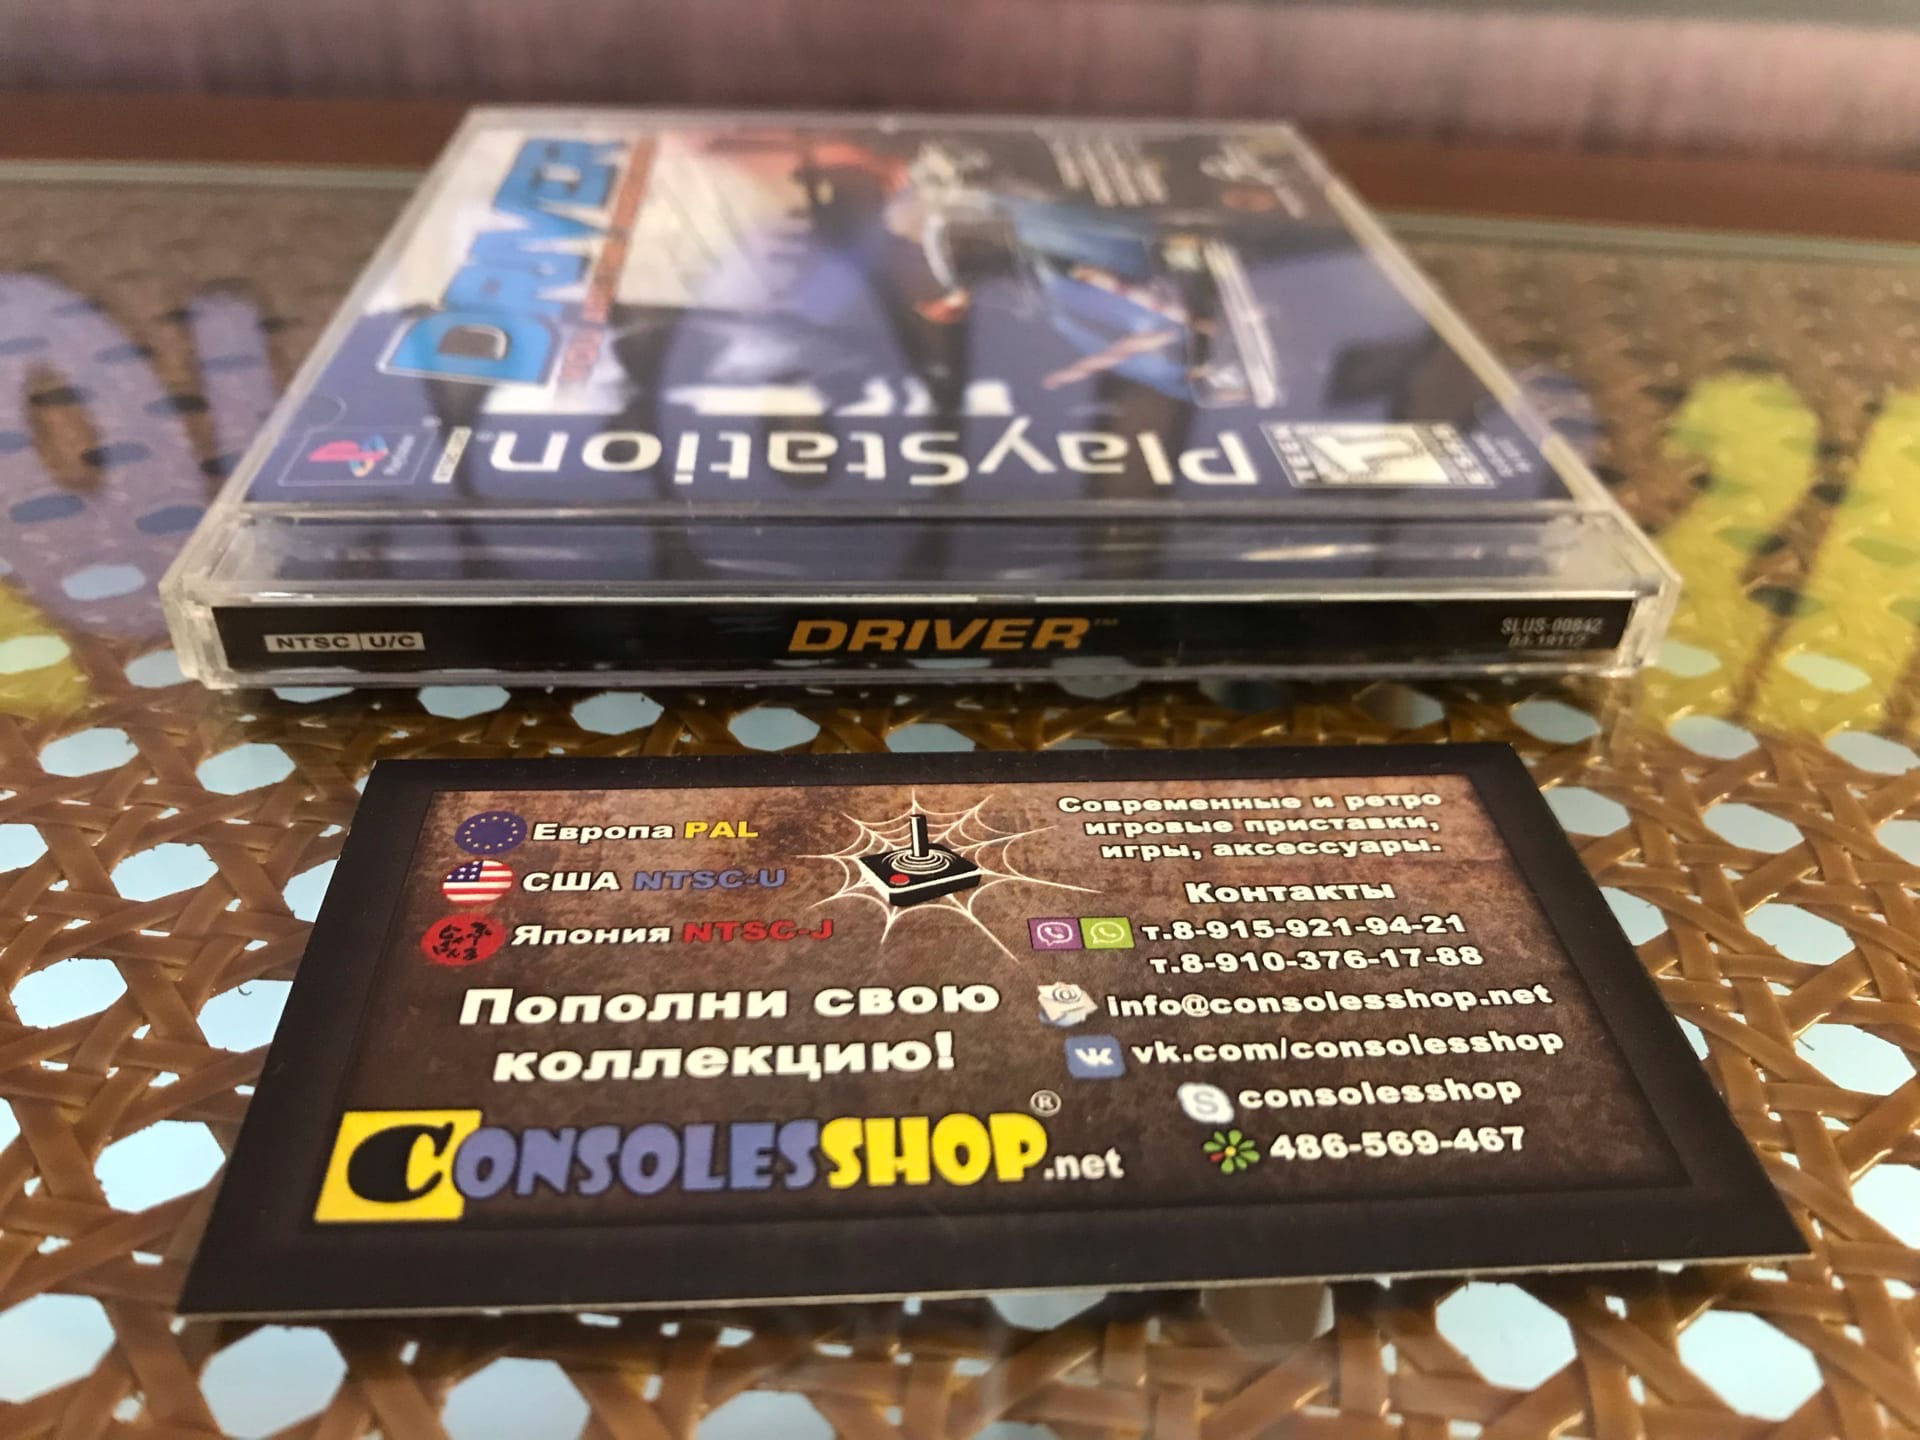 DRIVER
PlayStation
NTSC U/C
DRIVER™
SLUS-00842
Европа PAL
США NTSC-U
Япония NTSC-J
Пополни свою
коллекцию!
CONSOLESSHOP®.net
Современные и ретро
игровые приставки,
игры, аксессуары.
Контакты
т.8-915-921-94-21
т.8-910-376-17-88
info@consolesshop.net
vk.com/consolesshop
consolesshop
486-569-467